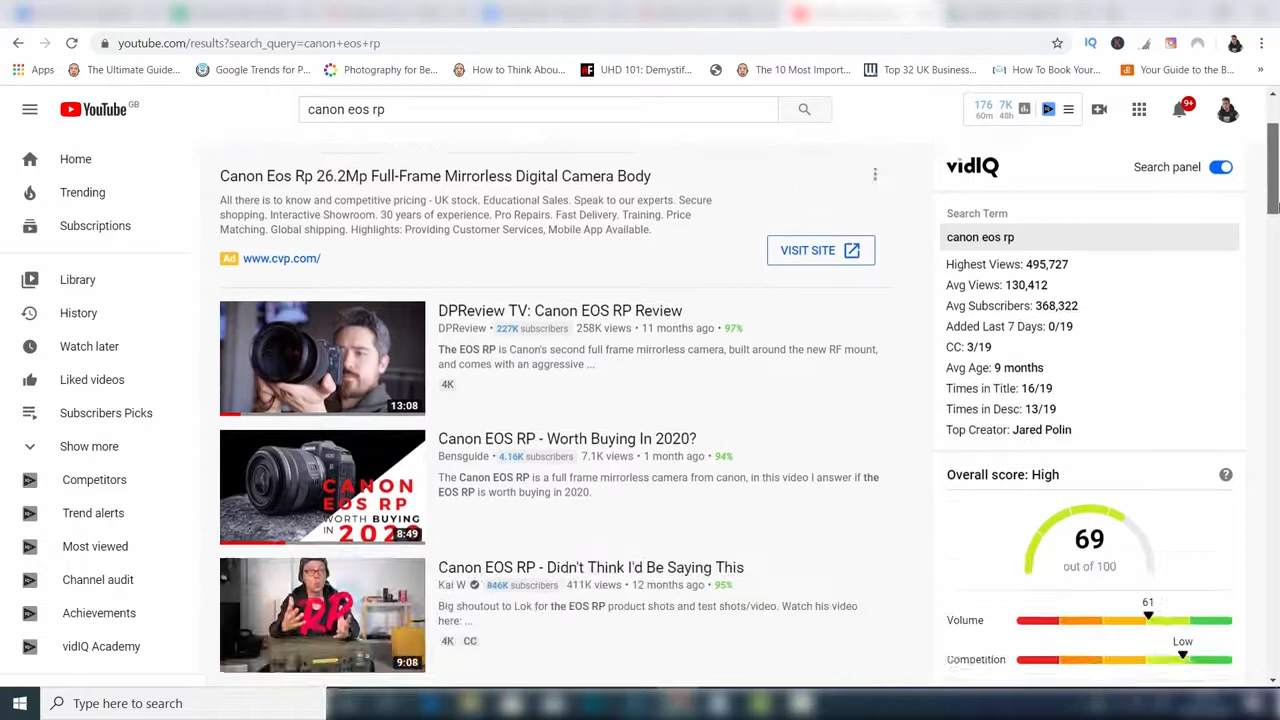 youtube.com/results?search_query=canon+eos+rp
IQ
K
Apps
The Ultimate Guide...
Google Trends for P...
Photography for Be...
How to Think Abou...
UHD 101: Demystif...
The 10 Most Import...
Top 32 UK Business...
How To Book Your...
Your Guide to the B...
»
YouTube GB
canon eos rp
176 7K
60m 48h
9+
Home
Trending
Subscriptions
Library
History
Watch later
Liked videos
Subscribers Picks
Show more
Competitors
Trend alerts
Most viewed
Channel audit
Achievements
vidIQ Academy
Canon Eos Rp 26.2Mp Full-Frame Mirrorless Digital Camera Body
All there is to know and competitive pricing - UK stock. Educational Sales. Speak to our experts. Secure
shopping. Interactive Showroom. 30 years of experience. Pro Repairs. Fast Delivery. Training. Price
Matching. Global shipping. Highlights: Providing Customer Services, Mobile App Available.
Ad www.cvp.com/
VISIT SITE
13:08
DPReview TV: Canon EOS RP Review
DPReview • 227K subscribers 258K views • 11 months ago • 97%
The EOS RP is Canon's second full frame mirrorless camera, built around the new RF mount,
and comes with an aggressive ...
4K
CANON
EOS RP
WORTH BUYING
IN 2020
8:49
Canon EOS RP - Worth Buying In 2020?
Bensguide • 4.16K subscribers 7.1K views • 1 month ago • 94%
The Canon EOS RP is a full frame mirrorless camera from canon, in this video I answer if the
EOS RP is worth buying in 2020.
RP
9:08
Canon EOS RP - Didn't Think I'd Be Saying This
Kai W 846K subscribers 411K views • 12 months ago • 95%
Big shoutout to Lok for the EOS RP product shots and test shots/video. Watch his video
here: ...
4K CC
vidIQ
Search panel
Search Term
canon eos rp
Highest Views: 495,727
Avg Views: 130,412
Avg Subscribers: 368,322
Added Last 7 Days: 0/19
CC: 3/19
Avg Age: 9 months
Times in Title: 16/19
Times in Desc: 13/19
Top Creator: Jared Polin
Overall score: High
?
69
out of 100
61
Volume
Low
Competition
Type here to search